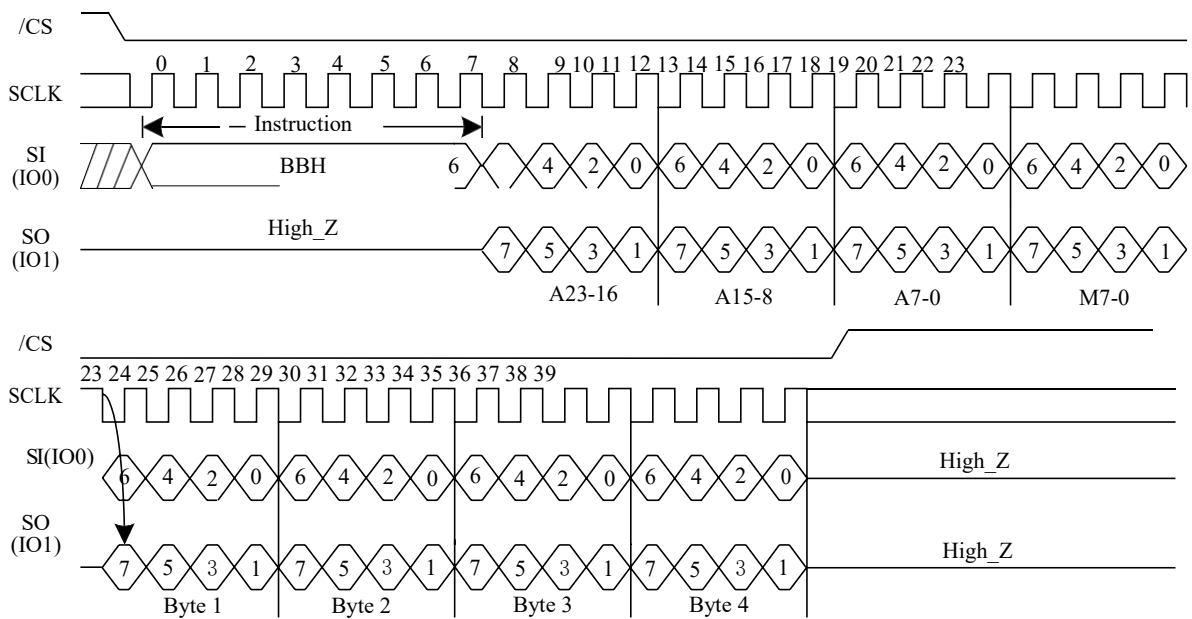 /CS
0 1 2 3 4 5 6 7 8 9 10 11 12 13 14 15 16 17 18 19 20 21 22 23
SCLK
– Instruction
SI
(IO0)
BBH 6 4 2 0 6 4 2 0 6 4 2 0 6 4 2 0
SO
(IO1)
High_Z 7 5 3 1 7 5 3 1 7 5 3 1 7 5 3 1
A23-16 A15-8 A7-0 M7-0
/CS
23 24 25 26 27 28 29 30 31 32 33 34 35 36 37 38 39
SCLK
SI(IO0) 6 4 2 0 6 4 2 0 6 4 2 0 6 4 2 0 High_Z
SO
(IO1)
7 5 3 1 7 5 3 1 7 5 3 1 7 5 3 1 High_Z
Byte 1 Byte 2 Byte 3 Byte 4